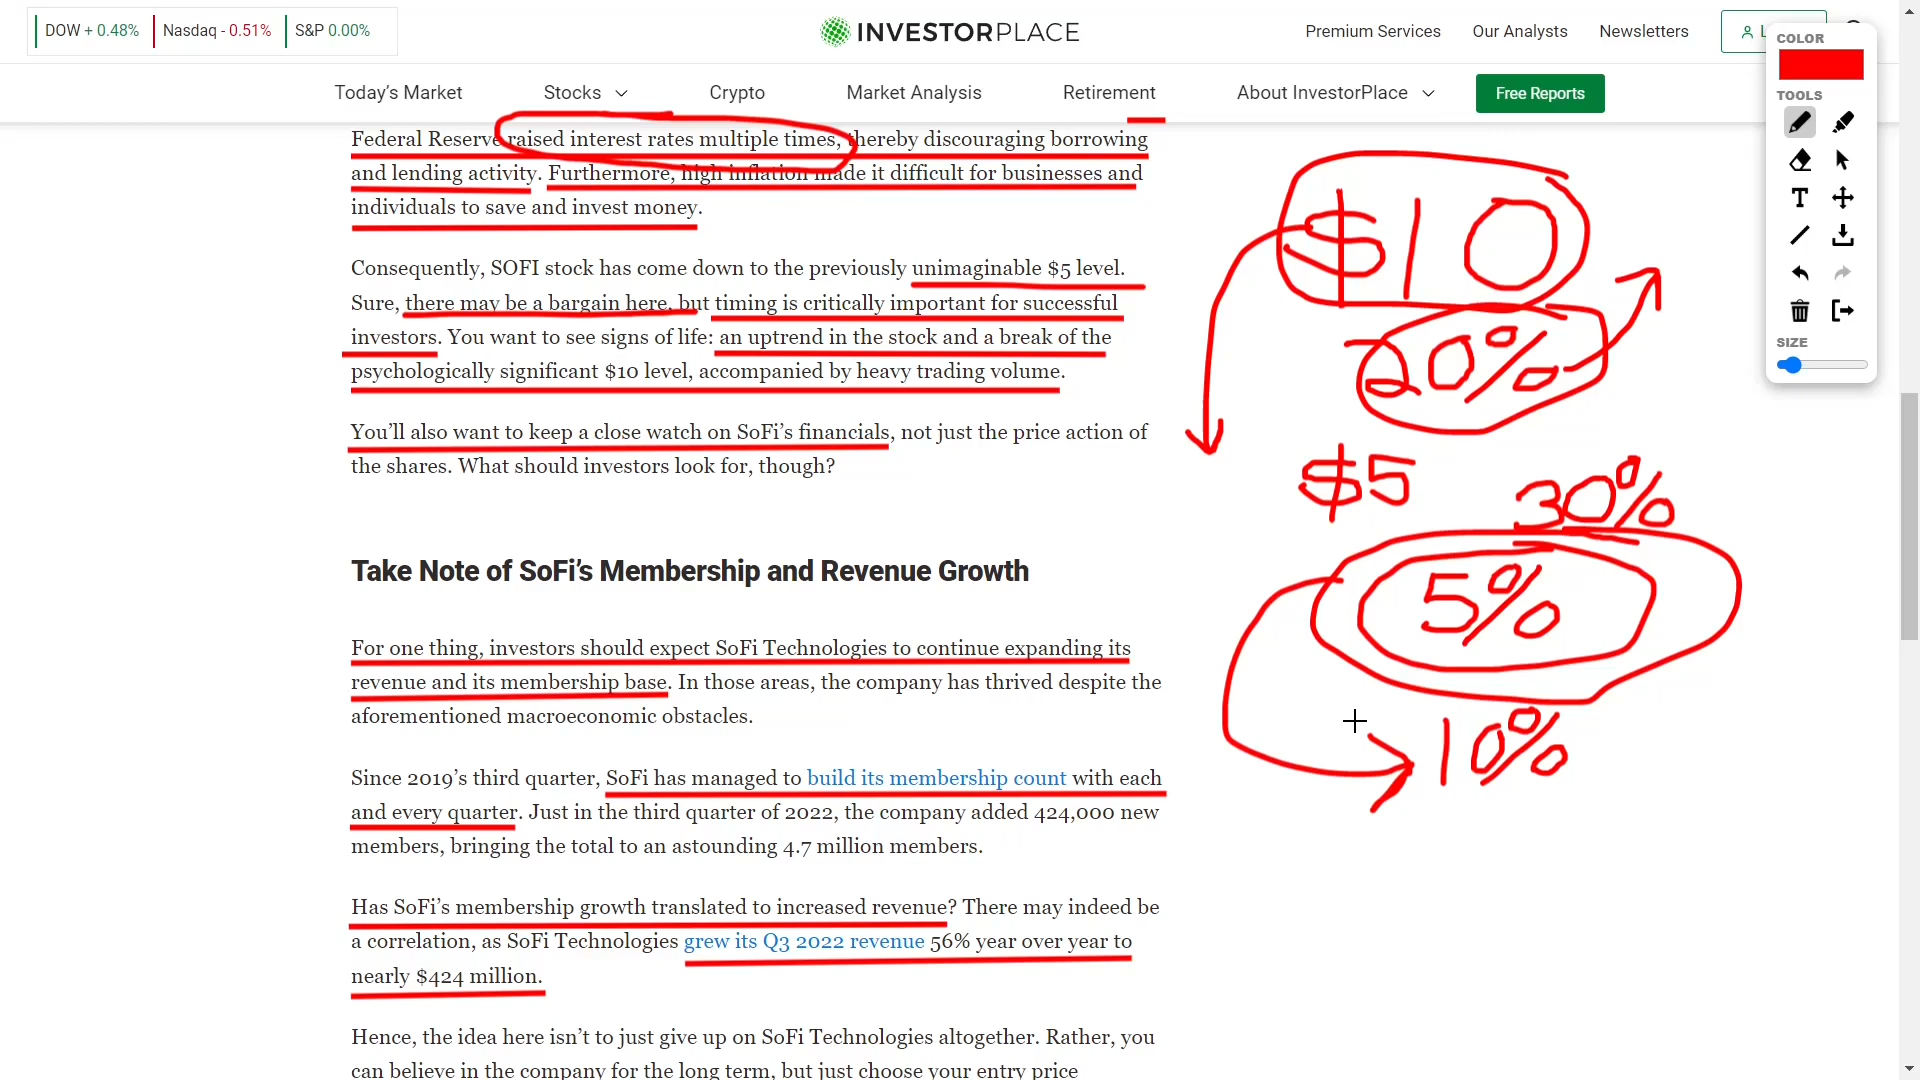 DOW + 0.48% Nasdaq - 0.51% S&P 0.00%
INVESTORPLACE
Premium Services Our Analysts Newsletters L
Today's Market Stocks Crypto Market Analysis Retirement About InvestorPlace Free Reports
COLOR
TOOLS
T
SIZE
Federal Reserve raised interest rates multiple times, thereby discouraging borrowing
and lending activity. Furthermore, high inflation made it difficult for businesses and
individuals to save and invest money.
Consequently, SOFI stock has come down to the previously unimaginable $5 level.
Sure, there may be a bargain here, but timing is critically important for successful
investors. You want to see signs of life: an uptrend in the stock and a break of the
psychologically significant $10 level, accompanied by heavy trading volume.
You'll also want to keep a close watch on SoFi's financials, not just the price action of
the shares. What should investors look for, though?
Take Note of SoFi's Membership and Revenue Growth
For one thing, investors should expect SoFi Technologies to continue expanding its
revenue and its membership base. In those areas, the company has thrived despite the
aforementioned macroeconomic obstacles.
Since 2019's third quarter, SoFi has managed to build its membership count with each
and every quarter. Just in the third quarter of 2022, the company added 424,000 new
members, bringing the total to an astounding 4.7 million members.
Has SoFi's membership growth translated to increased revenue? There may indeed be
a correlation, as SoFi Technologies grew its Q3 2022 revenue 56% year over year to
nearly $424 million.
Hence, the idea here isn't to just give up on SoFi Technologies altogether. Rather, you
can believe in the company for the long term, but just choose your entry price
$10
20%
$5
30%
5%
10%